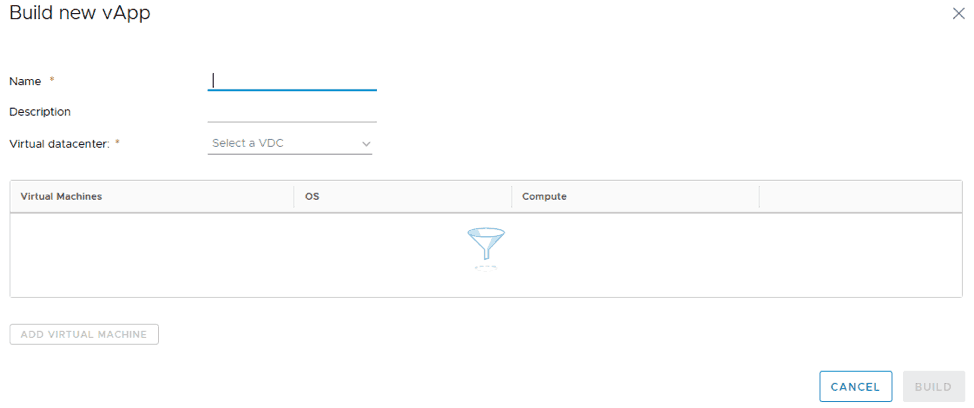 Build new vApp
Name *
Description
Virtual datacenter: *
Select a VDC
Virtual Machines OS Compute
ADD VIRTUAL MACHINE
CANCEL BUILD